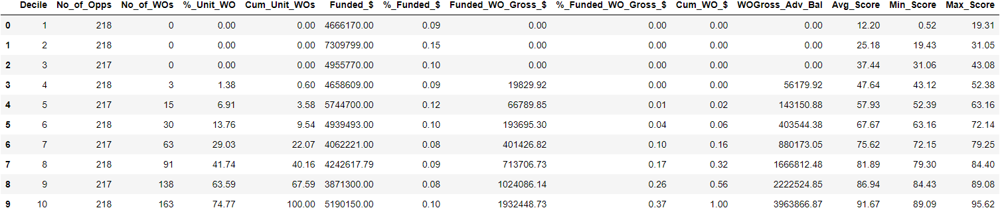 Decile No_of_Opps No_of_WOs %_Unit_WO Cum_Unit_WOs Funded_$ %_Funded_$ Funded_WO_Gross_$ %_Funded_WO_Gross_$ Cum_WO_$ WOGross_Adv_Bal Avg_Score Min_Score Max_Score
0 1 218 0 0.00 0.00 4666170.00 0.09 0.00 0.00 0.00 0.00 12.20 0.52 19.31
1 2 218 0 0.00 0.00 7309799.00 0.15 0.00 0.00 0.00 0.00 25.18 19.43 31.05
2 3 217 0 0.00 0.00 4955770.00 0.10 0.00 0.00 0.00 0.00 37.44 31.06 43.08
3 4 218 3 1.38 0.60 4658609.00 0.09 19829.92 0.00 0.00 56179.92 47.64 43.12 52.38
4 5 217 15 6.91 3.58 5744700.00 0.12 66789.85 0.01 0.02 143150.88 57.93 52.39 63.16
5 6 218 30 13.76 9.54 4939493.00 0.10 193695.30 0.04 0.06 403544.38 67.67 63.16 72.14
6 7 217 63 29.03 22.07 4062221.00 0.08 401426.82 0.10 0.16 880173.05 75.62 72.15 79.25
7 8 218 91 41.74 40.16 4242617.79 0.09 713706.73 0.17 0.32 1666812.48 81.89 79.30 84.40
8 9 217 138 63.59 67.59 3871300.00 0.08 1024086.14 0.26 0.56 2222524.85 86.94 84.43 89.08
9 10 218 163 74.77 100.00 5190150.00 0.10 1932448.73 0.37 1.00 3963866.87 91.67 89.09 95.62